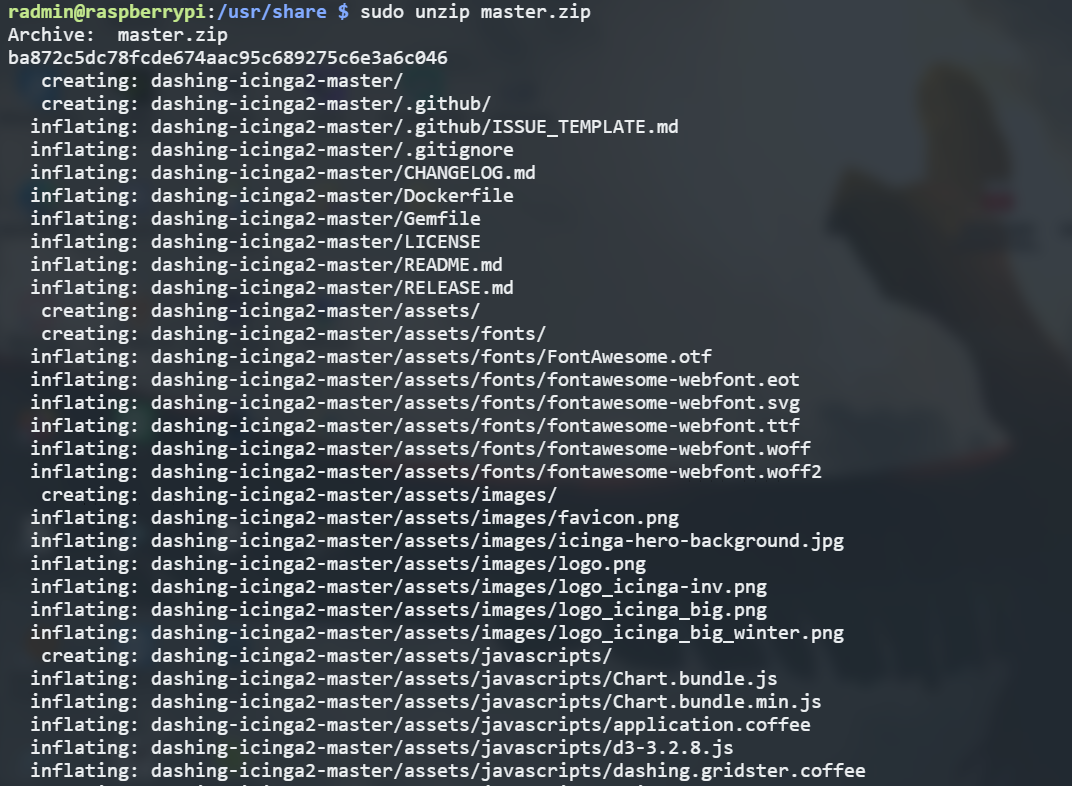 radmin@raspberrypi:/usr/share $ sudo unzip master.zip
Archive:  master.zip
ba872c5dc78fcde674aac95c689275c6e3a6c046
   creating: dashing-icinga2-master/
   creating: dashing-icinga2-master/.github/
  inflating: dashing-icinga2-master/.github/ISSUE_TEMPLATE.md
  inflating: dashing-icinga2-master/.gitignore
  inflating: dashing-icinga2-master/CHANGELOG.md
  inflating: dashing-icinga2-master/Dockerfile
  inflating: dashing-icinga2-master/Gemfile
  inflating: dashing-icinga2-master/LICENSE
  inflating: dashing-icinga2-master/README.md
  inflating: dashing-icinga2-master/RELEASE.md
   creating: dashing-icinga2-master/assets/
   creating: dashing-icinga2-master/assets/fonts/
  inflating: dashing-icinga2-master/assets/fonts/FontAwesome.otf
  inflating: dashing-icinga2-master/assets/fonts/fontawesome-webfont.eot
  inflating: dashing-icinga2-master/assets/fonts/fontawesome-webfont.svg
  inflating: dashing-icinga2-master/assets/fonts/fontawesome-webfont.ttf
  inflating: dashing-icinga2-master/assets/fonts/fontawesome-webfont.woff
  inflating: dashing-icinga2-master/assets/fonts/fontawesome-webfont.woff2
   creating: dashing-icinga2-master/assets/images/
  inflating: dashing-icinga2-master/assets/images/favicon.png
  inflating: dashing-icinga2-master/assets/images/icinga-hero-background.jpg
  inflating: dashing-icinga2-master/assets/images/logo.png
  inflating: dashing-icinga2-master/assets/images/logo_icinga-inv.png
  inflating: dashing-icinga2-master/assets/images/logo_icinga_big.png
  inflating: dashing-icinga2-master/assets/images/logo_icinga_big_winter.png
   creating: dashing-icinga2-master/assets/javascripts/
  inflating: dashing-icinga2-master/assets/javascripts/Chart.bundle.js
  inflating: dashing-icinga2-master/assets/javascripts/Chart.bundle.min.js
  inflating: dashing-icinga2-master/assets/javascripts/application.coffee
  inflating: dashing-icinga2-master/assets/javascripts/d3-3.2.8.js
  inflating: dashing-icinga2-master/assets/javascripts/dashing.gridster.coffee